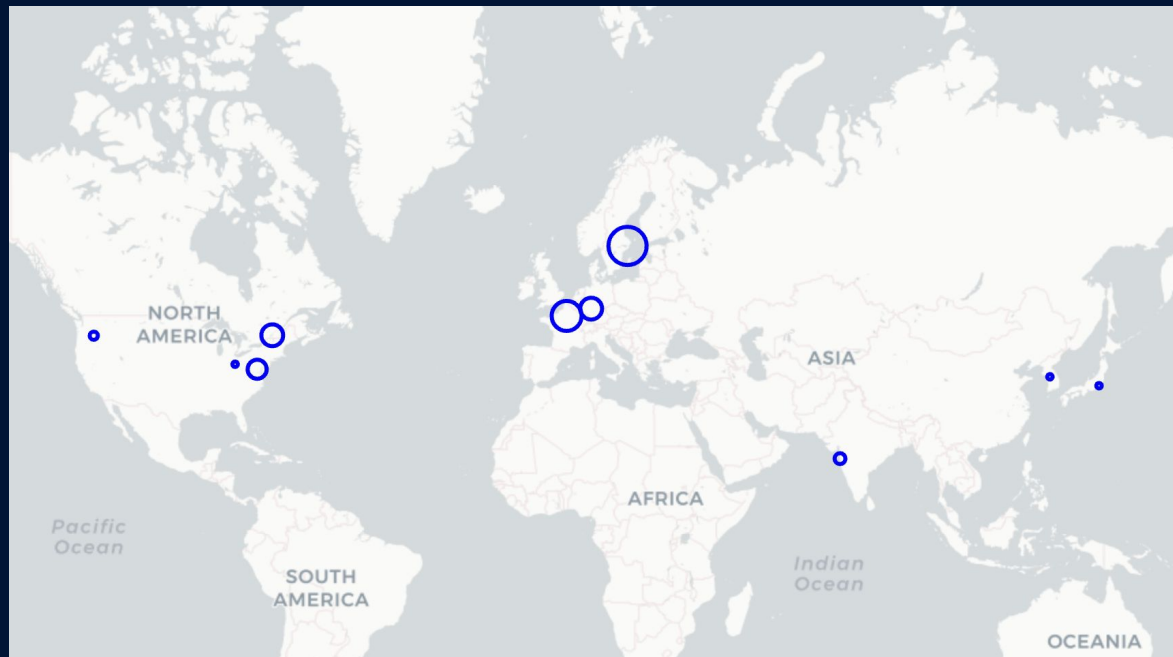 NORTH
AMERICA
ASIA
AFRICA
Pacific
Ocean
Indian
Ocean
SOUTH
AMERICA
OCEANIA